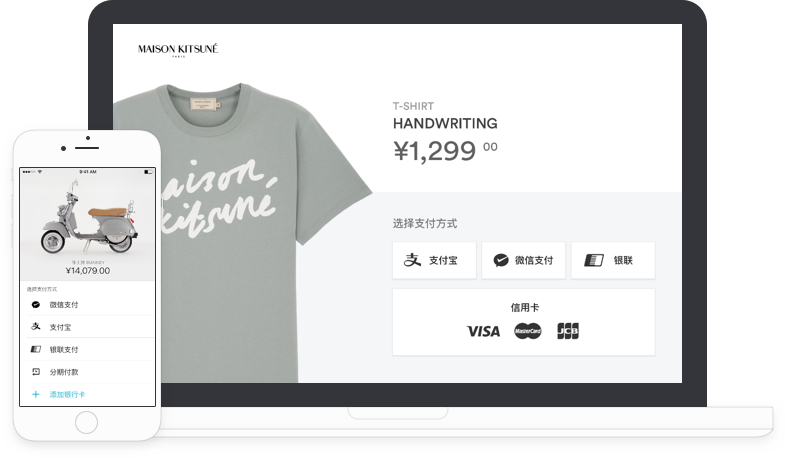 MAISON KITSUNÉ
PARIS
T-SHIRT
HANDWRITING
¥1,299 00
maison
kitsuné
选择支付方式
支付宝
微信支付
银联
信用卡
VISA
MasterCard
JCB
9:41 AM
¥14,079.00
选择支付方式
微信支付
支付宝
银联支付
分期付款
添加银行卡